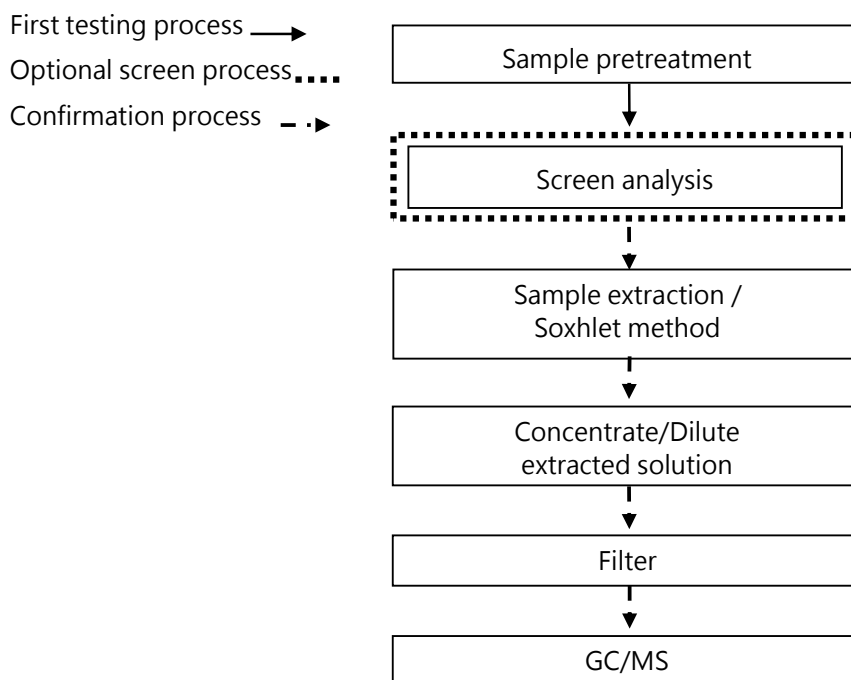 First testing process
Optional screen process
Confirmation process
Sample pretreatment
Screen analysis
Sample extraction /
Soxhlet method
Concentrate/Dilute
extracted solution
Filter
GC/MS